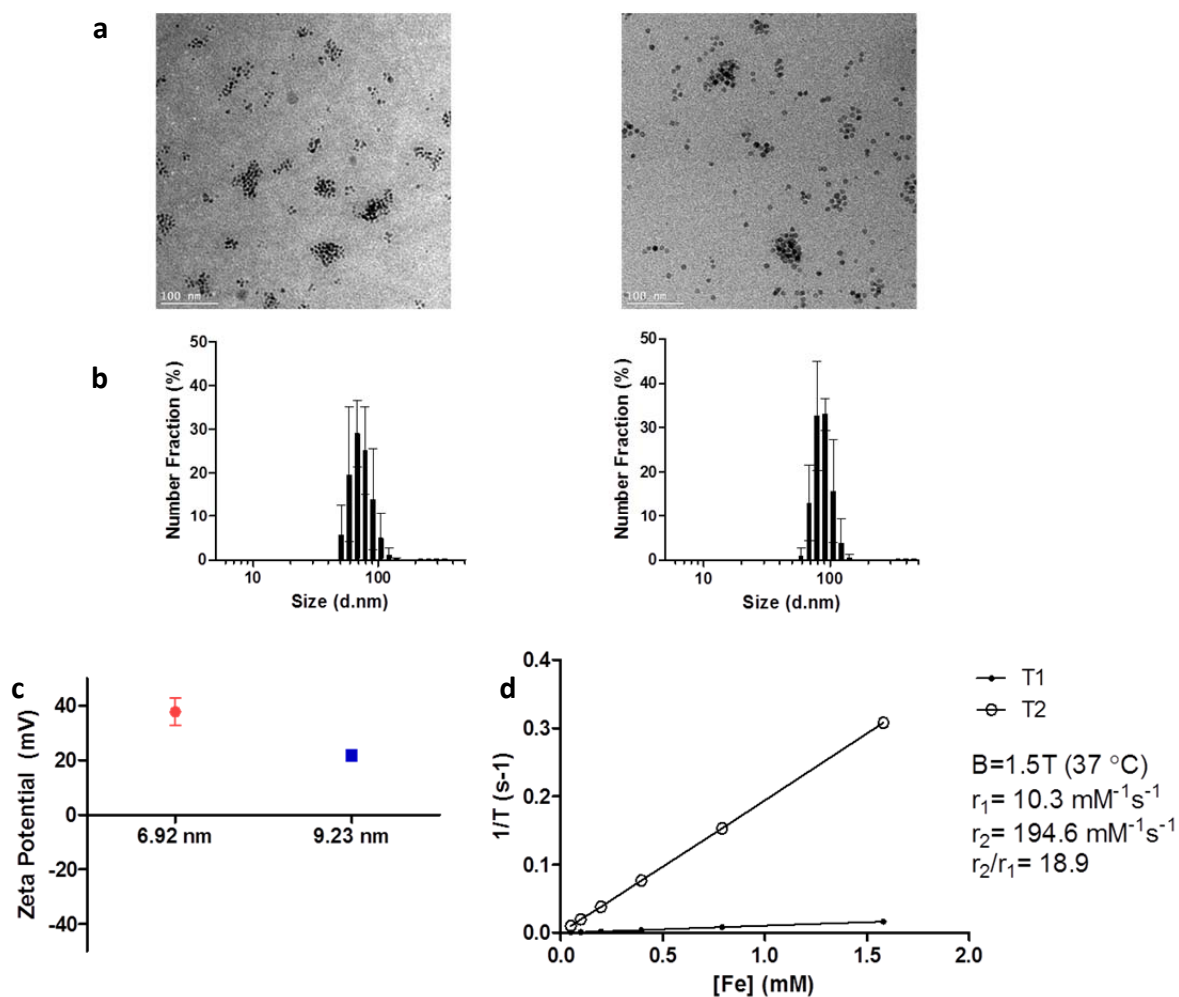 a
100 nm
100 nm
b
Number Fraction (%)
50
40
30
20
10
0
10
100
Size (d.nm)
Number Fraction (%)
50
40
30
20
10
0
10
100
Size (d.nm)
c
Zeta Potential (mV)
40
20
0
-20
-40
6.92 nm
9.23 nm
d
1/T (s-1)
0.4
0.3
0.2
0.1
0.0
0.0
0.5
1.0
1.5
2.0
[Fe] (mM)
T1
T2
B=1.5T (37 °C)
r₁= 10.3 mM⁻¹s⁻¹
r₂= 194.6 mM⁻¹s⁻¹
r₂/r₁= 18.9